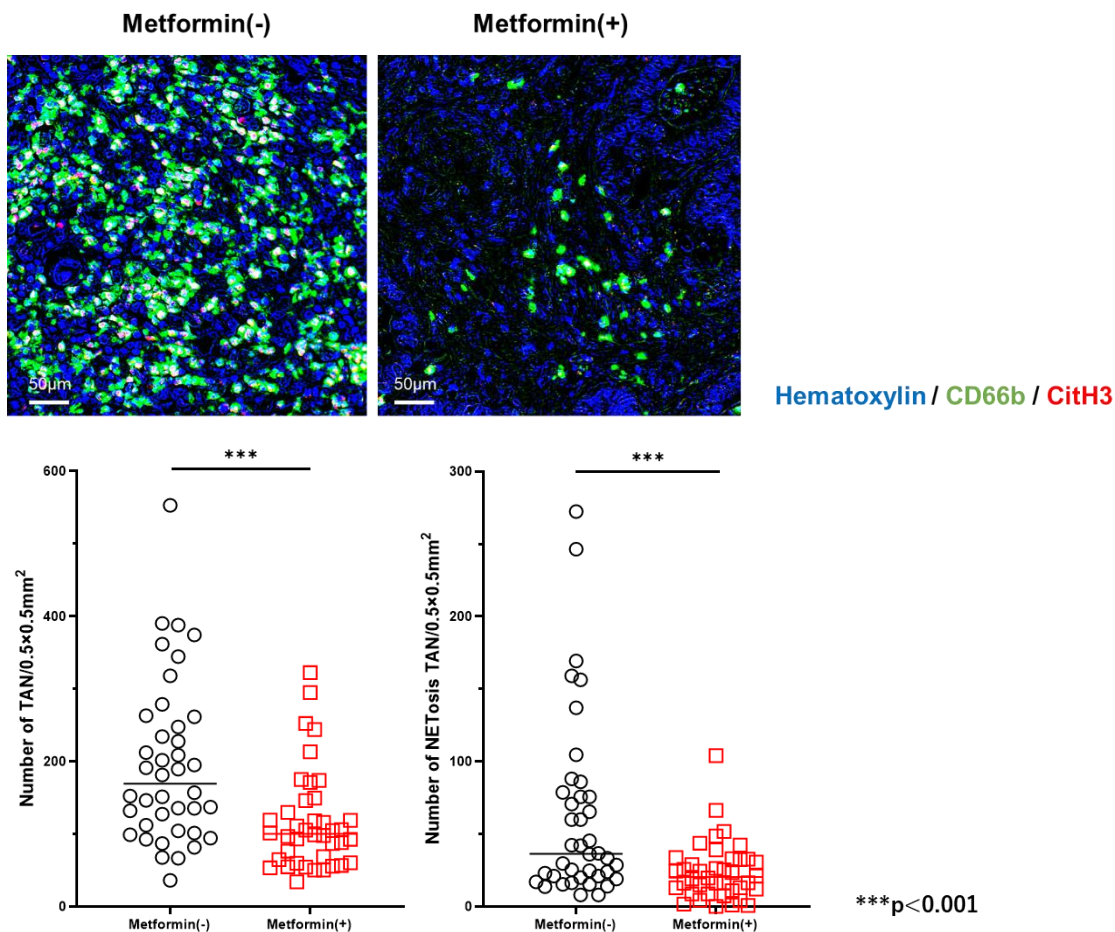 Metformin(-)
Metformin(+)
50µm
50µm
Hematoxylin / CD66b / CitH3
***
600
400
200
0
Number of TAN/0.5×0.5mm²
Metformin(-)
Metformin(+)
***
300
200
100
0
Number of NETosis TAN/0.5×0.5mm²
Metformin(-)
Metformin(+)
***p<0.001